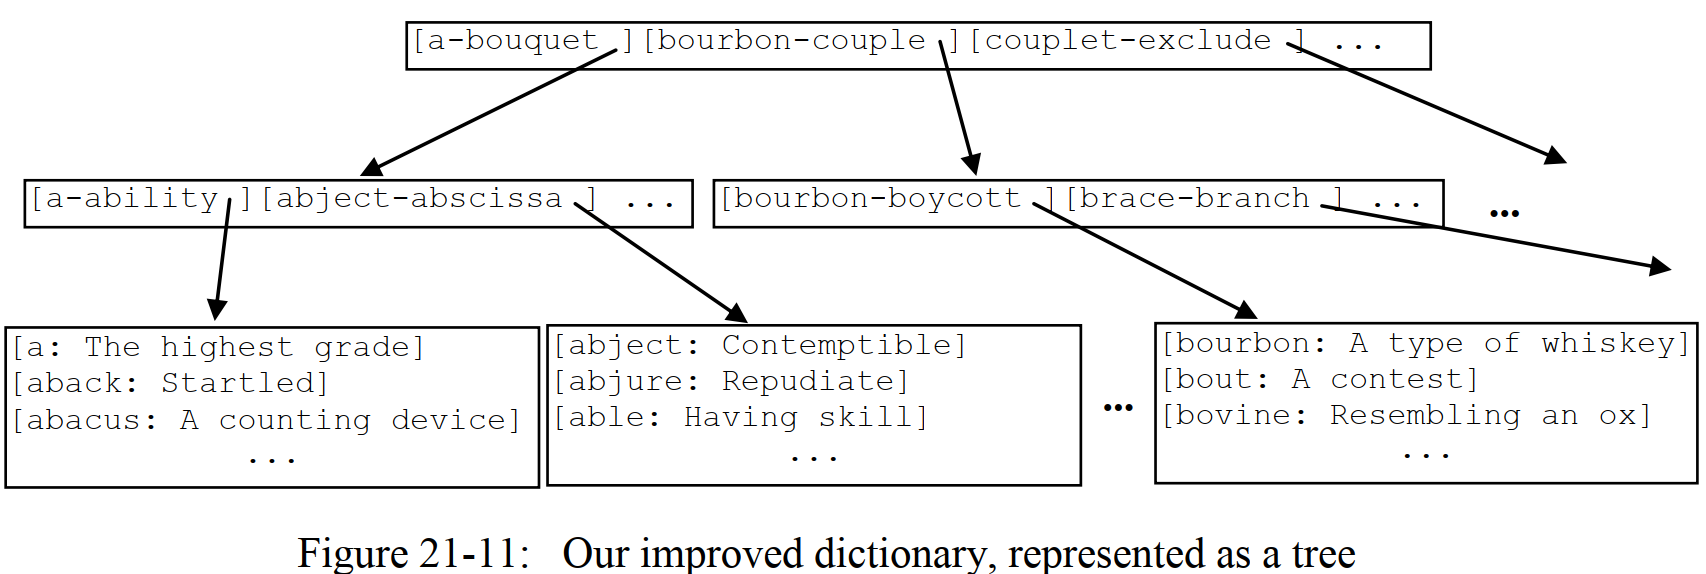 [a-bouquet ][bourbon-couple ][couplet-exclude ] ...
[a-ability ][abject-abscissa ] ...
[bourbon-boycott ][brace-branch ] ...
...
[a: The highest grade]
[aback: Startled]
[abacus: A counting device]
...
[abject: Contemptible]
[abjure: Repudiate]
[able: Having skill]
...
...
[bourbon: A type of whiskey]
[bout: A contest]
[bovine: Resembling an ox]
...
Figure 21-11: Our improved dictionary, represented as a tree